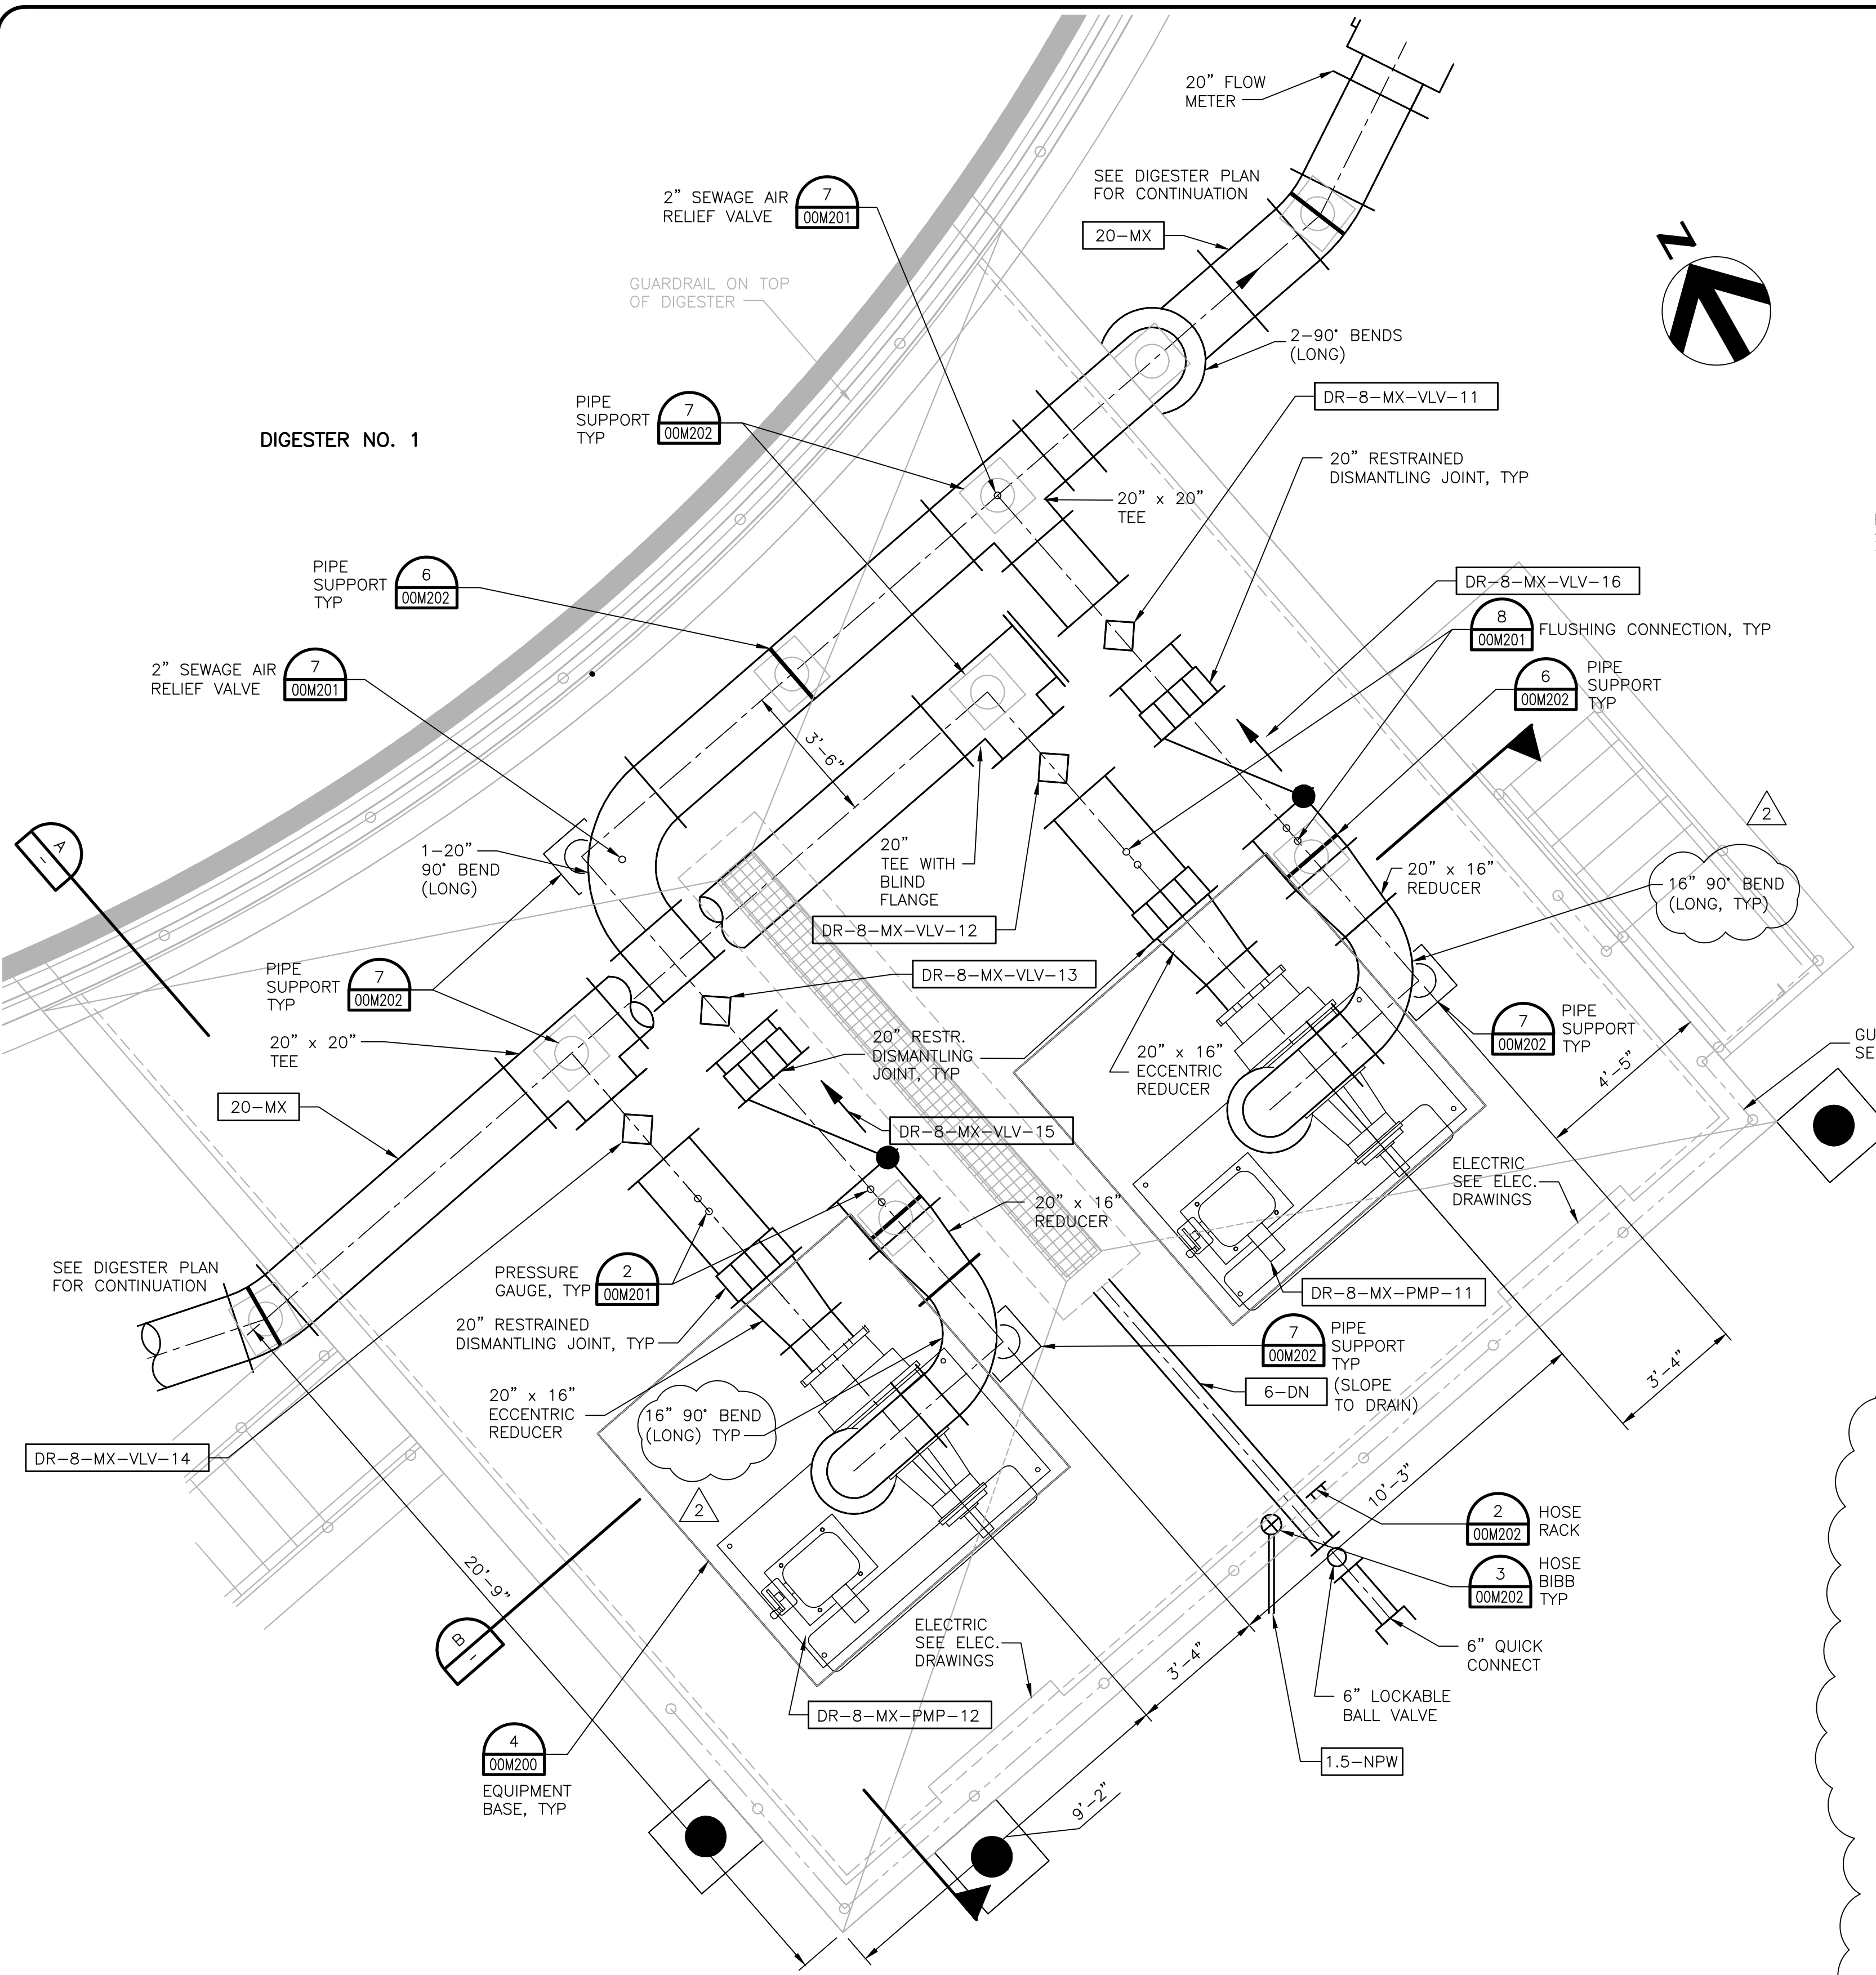 20" FLOW
METER
2" SEWAGE AIR
RELIEF VALVE
7
00M201
SEE DIGESTER PLAN
FOR CONTINUATION
20-MX
N
GUARDRAIL ON TOP
OF DIGESTER
2-90° BENDS
(LONG)
DR-8-MX-VLV-11
PIPE
SUPPORT
TYP
7
00M202
DIGESTER NO. 1
20" RESTRAINED
DISMANTLING JOINT, TYP
20" x 20"
TEE
PIPE
SUPPORT
TYP
6
00M202
DR-8-MX-VLV-16
8
00M201
FLUSHING CONNECTION, TYP
2" SEWAGE AIR
RELIEF VALVE
7
00M201
6
00M202
PIPE
SUPPORT
TYP
3'-6"
2
A
-
1-20"
90° BEND
(LONG)
20"
TEE WITH
BLIND
FLANGE
20" x 16"
REDUCER
16" 90° BEND
(LONG, TYP)
DR-8-MX-VLV-12
PIPE
SUPPORT
TYP
7
00M202
DR-8-MX-VLV-13
20" x 20"
TEE
20" RESTR.
DISMANTLING
JOINT, TYP
20" x 16"
ECCENTRIC
REDUCER
7
00M202
PIPE
SUPPORT
TYP
GU
SE
4'-5"
20-MX
DR-8-MX-VLV-15
ELECTRIC
SEE ELEC.
DRAWINGS
20" x 16"
REDUCER
SEE DIGESTER PLAN
FOR CONTINUATION
PRESSURE
GAUGE, TYP
2
00M201
DR-8-MX-PMP-11
20" RESTRAINED
DISMANTLING JOINT, TYP
7
00M202
PIPE
SUPPORT
TYP
3'-4"
6-DN
(SLOPE
TO DRAIN)
20" x 16"
ECCENTRIC
REDUCER
16" 90° BEND
(LONG) TYP
DR-8-MX-VLV-14
2
10'-3"
2
00M202
HOSE
RACK
3
00M202
HOSE
BIBB
TYP
20'-9"
B
-
ELECTRIC
SEE ELEC.
DRAWINGS
3'-4"
6" QUICK
CONNECT
6" LOCKABLE
BALL VALVE
DR-8-MX-PMP-12
4
00M200
EQUIPMENT
BASE, TYP
1.5-NPW
9'-2"